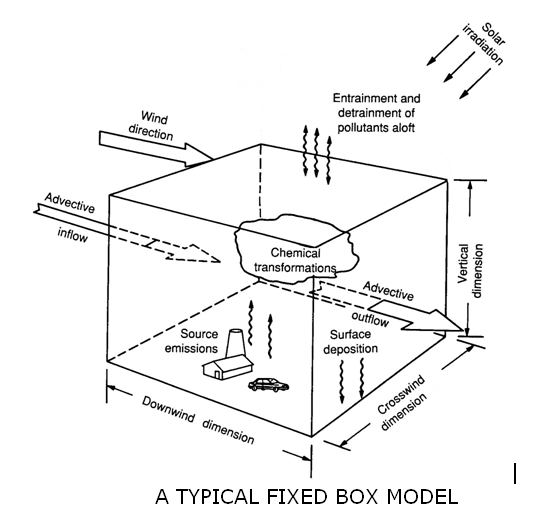 Solar
irradiation
Entrainment and
detrainment of
pollutants aloft
Wind
direction
Advective
inflow
Chemical
transformations
Advective
outflow
Vertical
dimension
Source
emissions
Surface
deposition
Downwind dimension
Crosswind
dimension
A TYPICAL FIXED BOX MODEL